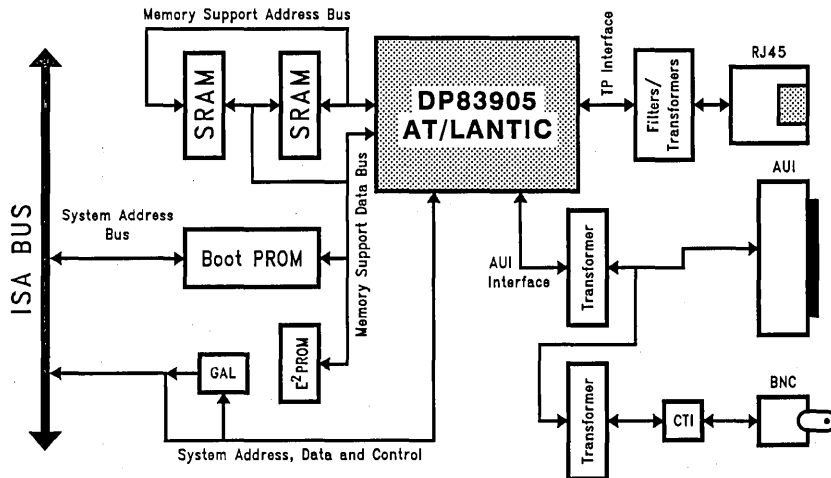 Memory Support Address Bus
SRAM
SRAM
DP83905
AT/LANTIC
TP Interface
Filters/
Transformers
RJ45
AUI
ISA BUS
System Address
Bus
Boot PROM
Memory Support Data Bus
AUI
Interface
Transformer
GAL
E²PROM
Transformer
CTI
BNC
System Address, Data and Control